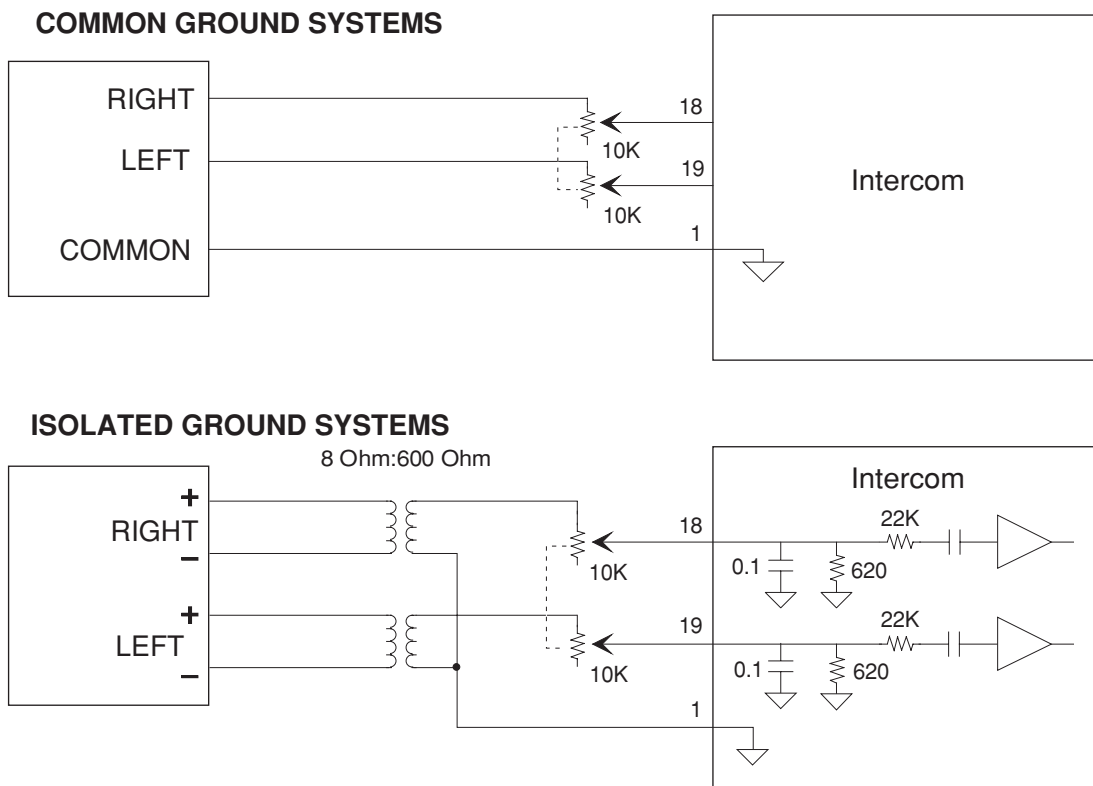 COMMON GROUND SYSTEMS
RIGHT
LEFT
COMMON
18
10K
19
10K
1
Intercom
ISOLATED GROUND SYSTEMS
8 Ohm:600 Ohm
+
RIGHT
–
+
LEFT
–
10K
10K
18
19
1
Intercom
22K
0.1
620
22K
0.1
620